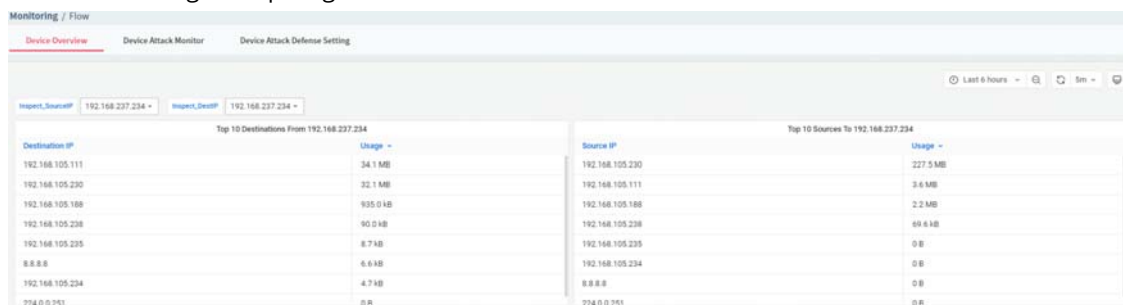 Monitoring / Flow
Device Overview Device Attack Monitor Device Attack Defense Setting
Last 6 hours 5m
Inspect_SourceIP 192.168.237.234 Inspect_DestIP 192.168.237.234
Top 10 Destinations From 192.168.237.234 Top 10 Sources To 192.168.237.234
Destination IP Usage Source IP Usage
192.168.105.111 34.1 MB 192.168.105.230 227.5 MB
192.168.105.230 32.1 MB 192.168.105.111 3.6 MB
192.168.105.188 935.0 kB 192.168.105.188 2.2 MB
192.168.105.238 90.0 kB 192.168.105.238 69.6 kB
192.168.105.235 8.7 kB 192.168.105.235 0 B
8.8.8.8 6.6 kB 192.168.105.234 0 B
192.168.105.234 4.7 kB 8.8.8.8 0 B
224.0.0.251 0 B 224.0.0.251 0 B